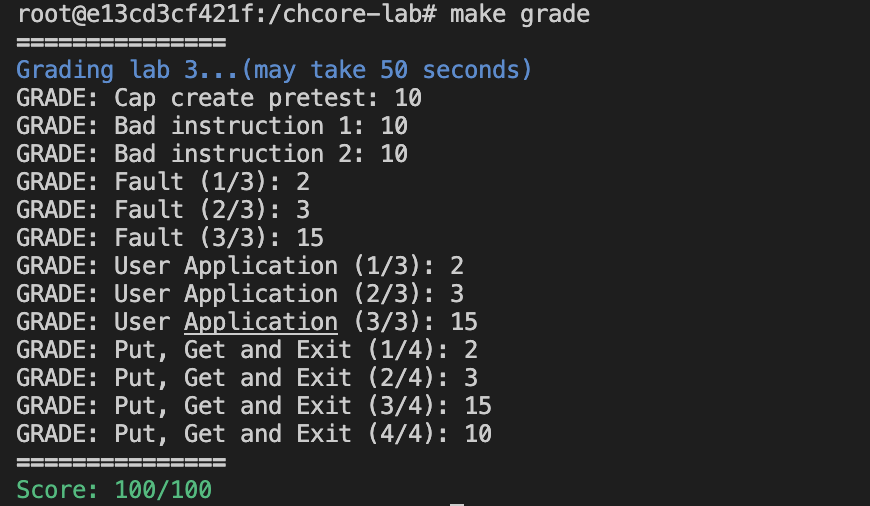 root@e13cd3cf421f:/chcore-lab# make grade
===============
Grading lab 3...(may take 50 seconds)
GRADE: Cap create pretest: 10
GRADE: Bad instruction 1: 10
GRADE: Bad instruction 2: 10
GRADE: Fault (1/3): 2
GRADE: Fault (2/3): 3
GRADE: Fault (3/3): 15
GRADE: User Application (1/3): 2
GRADE: User Application (2/3): 3
GRADE: User Application (3/3): 15
GRADE: Put, Get and Exit (1/4): 2
GRADE: Put, Get and Exit (2/4): 3
GRADE: Put, Get and Exit (3/4): 15
GRADE: Put, Get and Exit (4/4): 10
===============
Score: 100/100